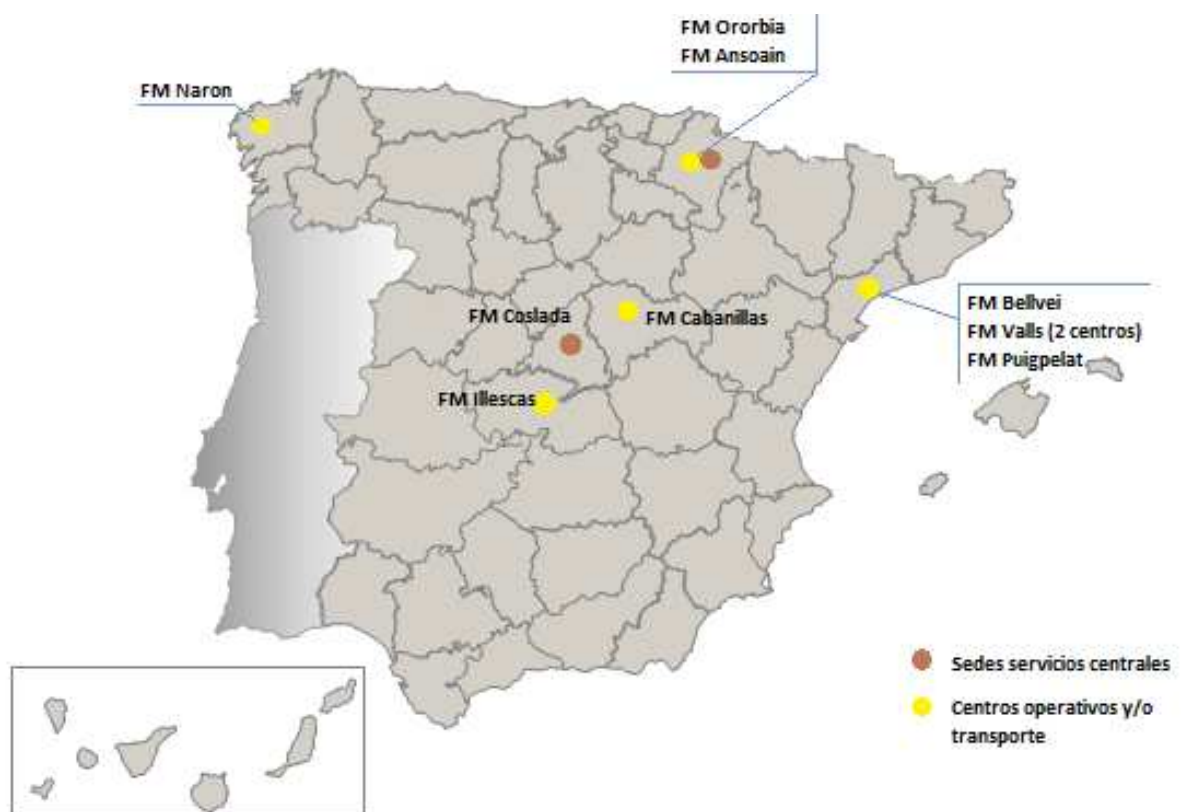 FM Ororbia
FM Ansoain
FM Naron
FM Bellvei
FM Valls (2 centros)
FM Puigpelat
FM Coslada
FM Cabanillas
FM Illescas
Sedes servicios centrales
Centros operativos y/o
transporte